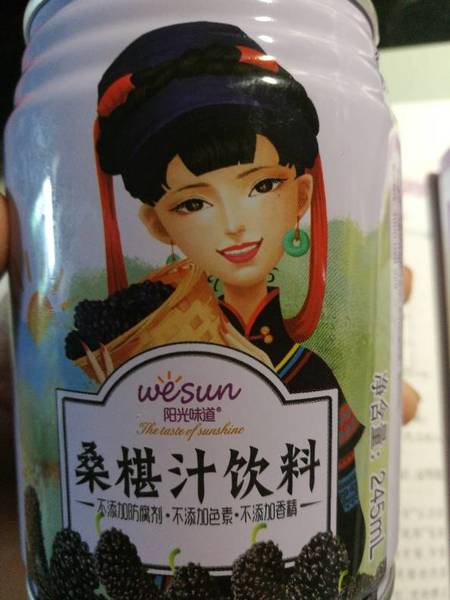 wesun
阳光味道®
The taste of sunshine
桑椹汁饮料
不添加防腐剂·不添加色素·不添加香精
净含量：245mL